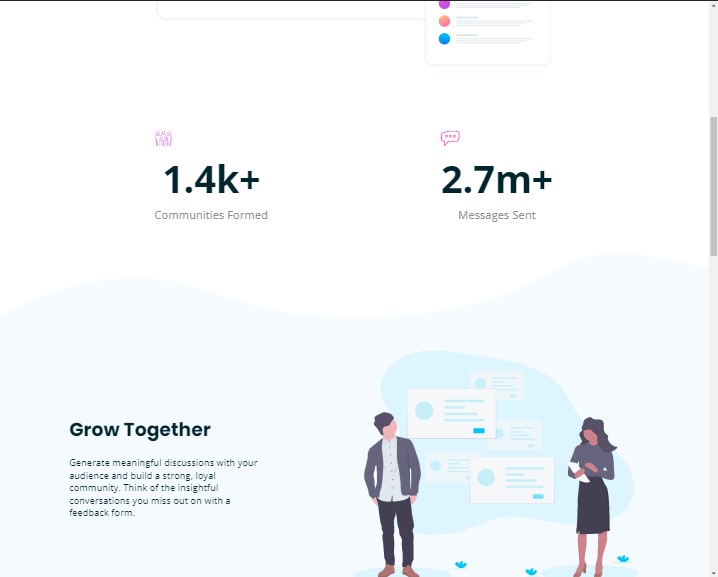 1.4k+
2.7m+
Communities Formed
Messages Sent
Grow Together
Generate meaningful discussions with your
audience and build a strong, loyal
community. Think of the insightful
conversations you miss out on with a
feedback form.